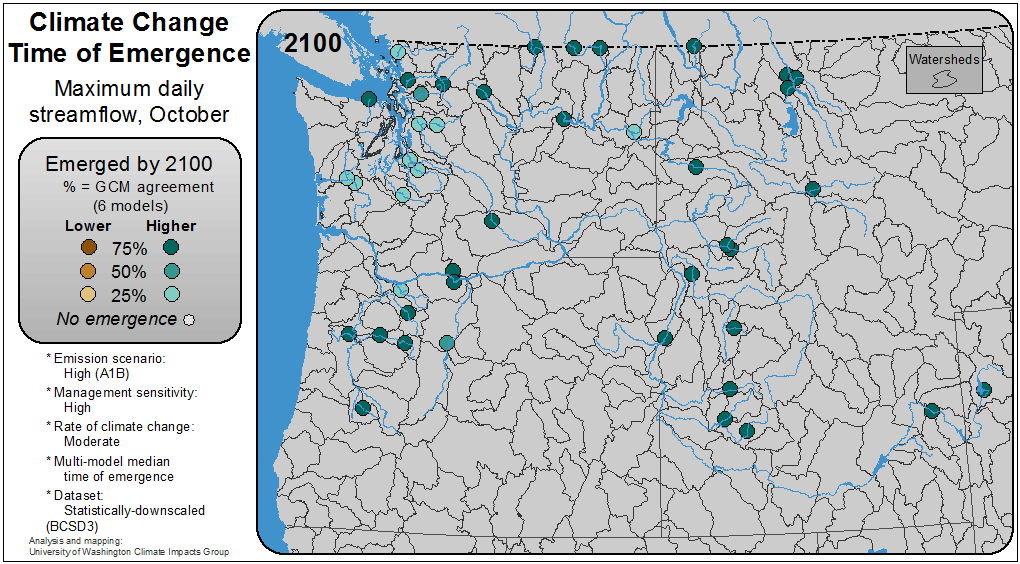 Climate Change
Time of Emergence
Maximum daily
streamflow, October
Emerged by 2100
% = GCM agreement
(6 models)
Lower Higher
75%
50%
25%
No emergence
* Emission scenario:
High (A1B)
* Management sensitivity:
High
* Rate of climate change:
Moderate
* Multi-model median
time of emergence
* Dataset:
Statistically-downscaled
(BCSD3)
Analysis and mapping:
University of Washington Climate Impacts Group
2100
Watersheds